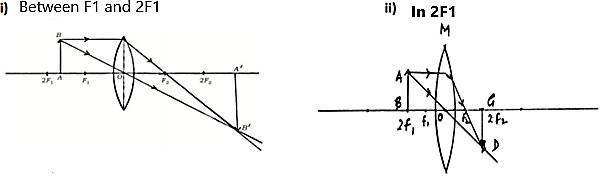 i) Between F1 and 2F1
B
2F₁ A F₁ O F₂ 2F₂ A'
B'
ii) In 2F1
M
A
B f₁ O f₂ G
2f₁ 2f₂
D